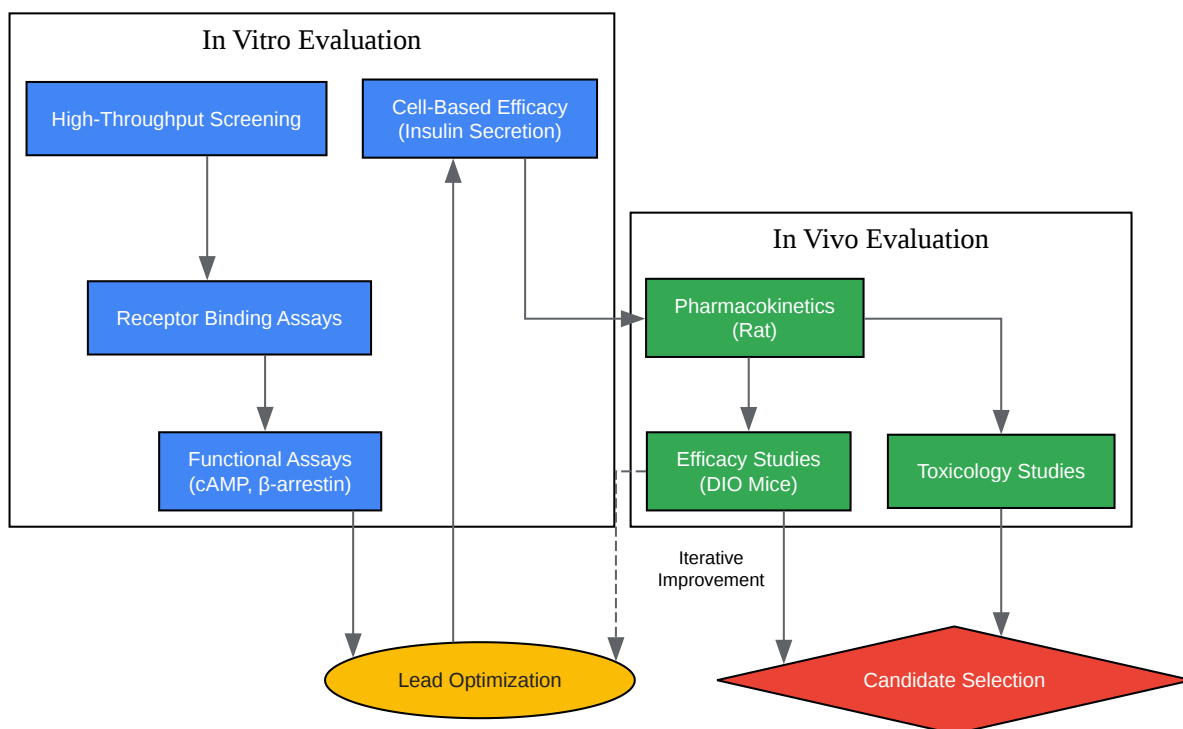 In Vitro Evaluation
High-Throughput Screening
Cell-Based Efficacy
(Insulin Secretion)
Receptor Binding Assays
Functional Assays
(cAMP, β-arrestin)
In Vivo Evaluation
Pharmacokinetics
(Rat)
Efficacy Studies
(DIO Mice)
Toxicology Studies
Iterative
Improvement
Lead Optimization
Candidate Selection